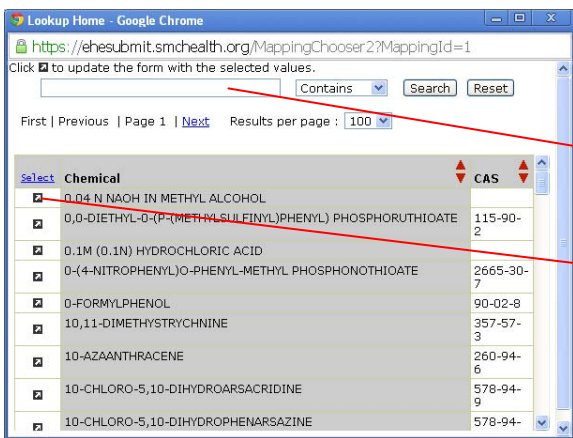 Lookup Home - Google Chrome
https://ehesubmit.smchealth.org/MappingChooser2?MappingId=1
Click to update the form with the selected values.
Contains Search Reset
First | Previous | Page 1 | Next Results per page : 100
Select Chemical CAS
0.04 N NAOH IN METHYL ALCOHOL
0,0-DIETHYL-0-(P-(METHYLSULFINYL)PHENYL) PHOSPHORUTHIOATE 115-90-
2
0.1M (0.1N) HYDROCHLORIC ACID
0-(4-NITROPHENYL)O-PHENYL-METHYL PHOSPHONOTHIOATE 2665-30-
7
0-FORMYLPHENOL 90-02-8
10,11-DIMETHYSTRYCHNINE 357-57-
3
10-AZAANTHRACENE 260-94-
6
10-CHLORO-5,10-DIHYDROARSACRIDINE 578-94-
9
10-CHLORO-5,10-DIHYDROPHENARSAZINE 578-94-